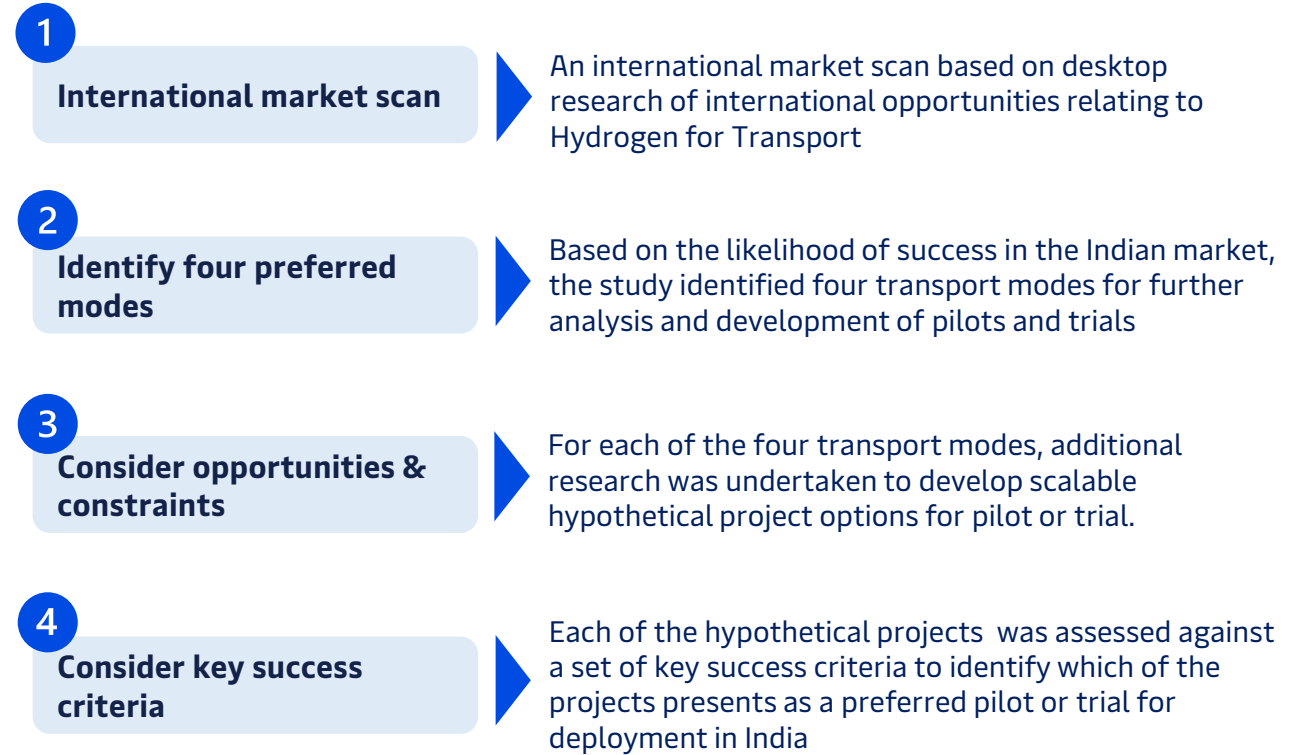 1
International market scan
An international market scan based on desktop
research of international opportunities relating to
Hydrogen for Transport
2
Identify four preferred
modes
Based on the likelihood of success in the Indian market,
the study identified four transport modes for further
analysis and development of pilots and trials
3
Consider opportunities &
constraints
For each of the four transport modes, additional
research was undertaken to develop scalable
hypothetical project options for pilot or trial.
4
Consider key success
criteria
Each of the hypothetical projects  was assessed against
a set of key success criteria to identify which of the
projects presents as a preferred pilot or trial for
deployment in India